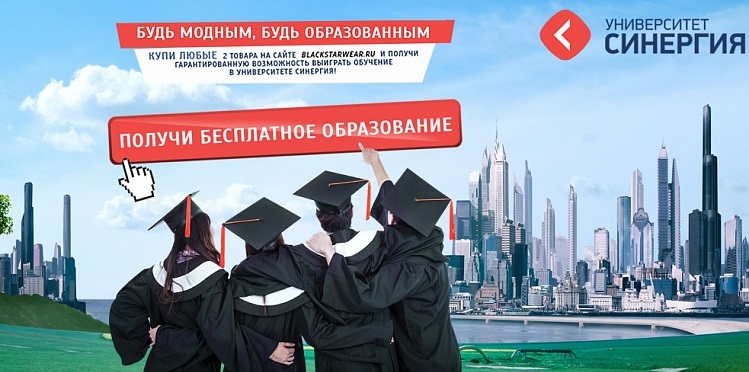 БУДЬ МОДНЫМ, БУДЬ ОБРАЗОВАННЫМ
КУПИ ЛЮБЫЕ 2 ТОВАРА НА САЙТЕ BLACKSTARWEAR.RU И ПОЛУЧИ
ГАРАНТИРОВАННУЮ ВОЗМОЖНОСТЬ ВЫИГРАТЬ ОБУЧЕНИЕ
В УНИВЕРСИТЕТЕ СИНЕРГИЯ!
ПОЛУЧИ БЕСПЛАТНОЕ ОБРАЗОВАНИЕ
УНИВЕРСИТЕТ
СИНЕРГИЯ